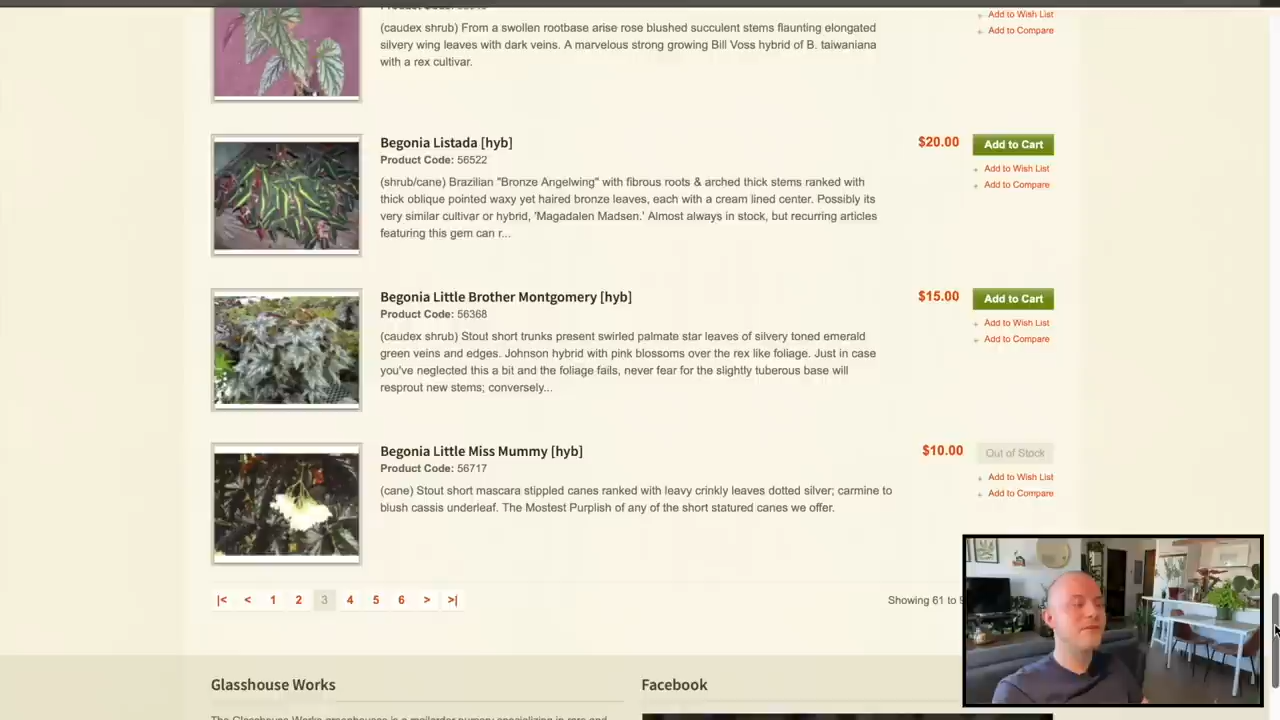 Add to Wish List
(caudex shrub) From a swollen rootbase arise rose blushed succulent stems flaunting elongated
Add to Compare
silvery wing leaves with dark veins. A marvelous strong growing Bill Voss hybrid of B. taiwaniana
with a rex cultivar.
Begonia Listada [hyb]
$20.00
Add to Cart
Product Code: 56522
Add to Wish List
(shrub/cane) Brazilian "Bronze Angelwing" with fibrous roots & arched thick stems ranked with
Add to Compare
thick oblique pointed waxy yet haired bronze leaves, each with a cream lined center. Possibly its
very similar cultivar or hybrid, 'Magadalen Madsen.' Almost always in stock, but recurring articles
featuring this gem can r...
Begonia Little Brother Montgomery [hyb]
$15.00
Add to Cart
Product Code: 56368
Add to Wish List
(caudex shrub) Stout short trunks present swirled palmate star leaves of silvery toned emerald
Add to Compare
green veins and edges. Johnson hybrid with pink blossoms over the rex like foliage. Just in case
you've neglected this a bit and the foliage fails, never fear for the slightly tuberous base will
resprout new stems; conversely...
Begonia Little Miss Mummy [hyb]
$10.00
Out of Stock
Product Code: 56717
Add to Wish List
(cane) Stout short mascara stippled canes ranked with leavy crinkly leaves dotted silver; carmine to
Add to Compare
blush cassis underleaf. The Mostest Purplish of any of the short statured canes we offer.
|< < 1 2 3 4 5 6 > >|
Showing 61 to
Glasshouse Works
Facebook